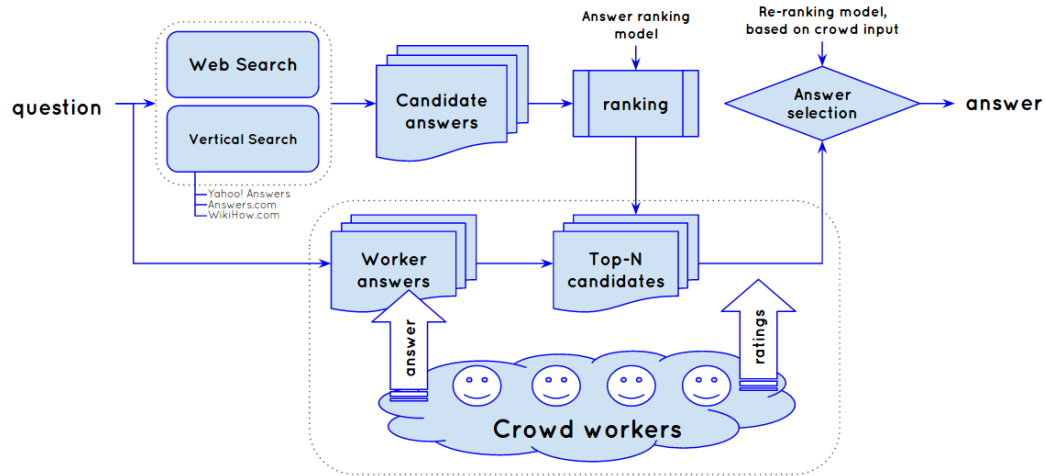 Answer ranking
model
Re-ranking model,
based on crowd input
Web Search
question
Candidate
answers
ranking
Answer
selection
answer
Vertical Search
Yahoo! Answers
Answers.com
WikiHow.com
Worker
answers
Top-N
candidates
answer
ratings
Crowd workers